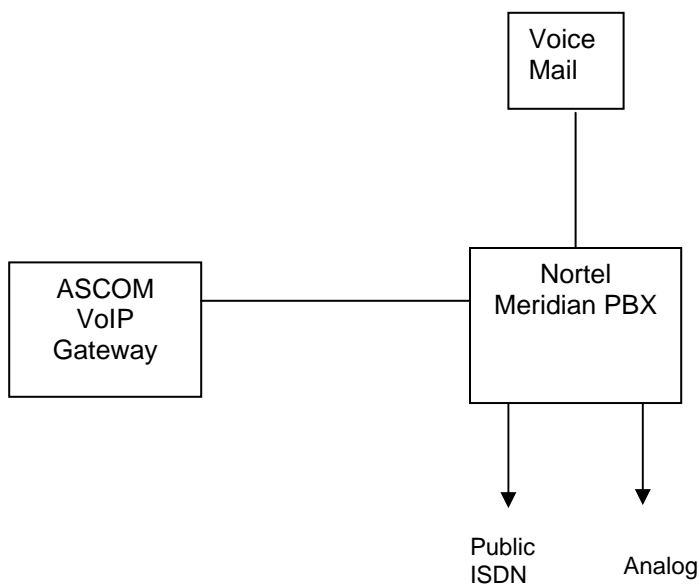 Voice
Mail
ASCOM
VoIP
Gateway
Nortel
Meridian PBX
Public
ISDN
Analog